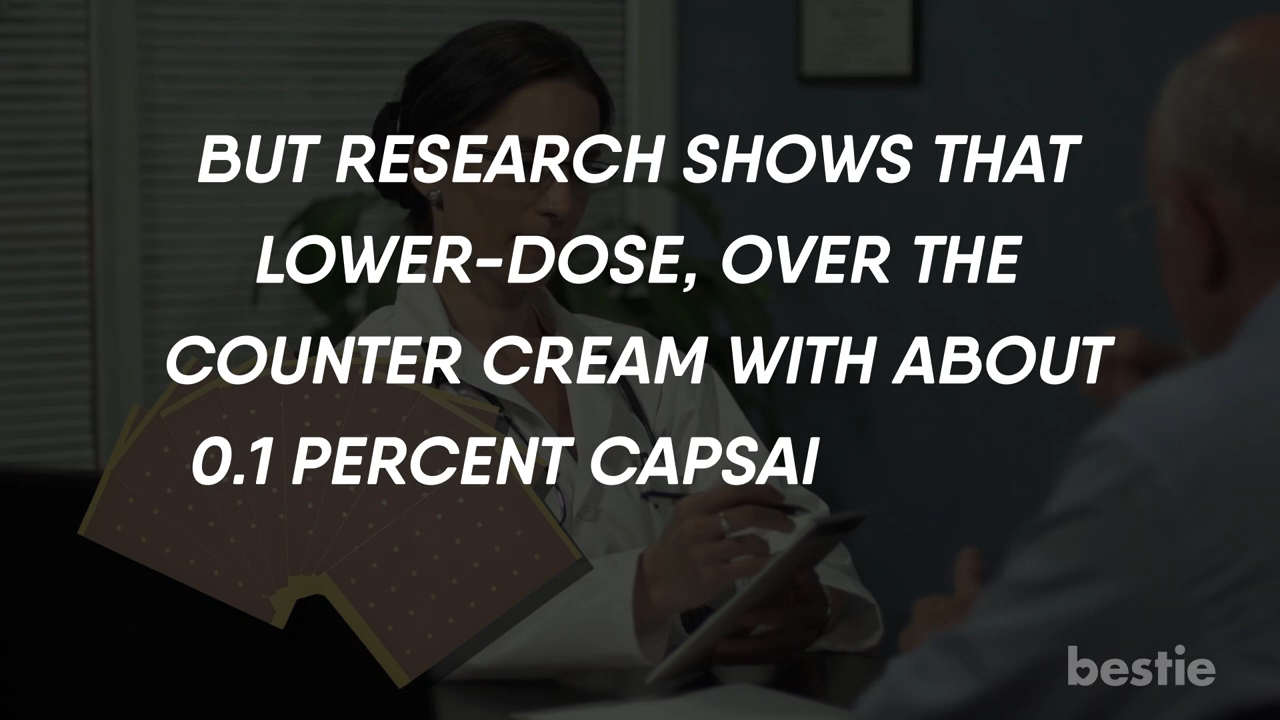 BUT RESEARCH SHOWS THAT
LOWER-DOSE, OVER THE
COUNTER CREAM WITH ABOUT
0.1 PERCENT CAPSAI
bestie